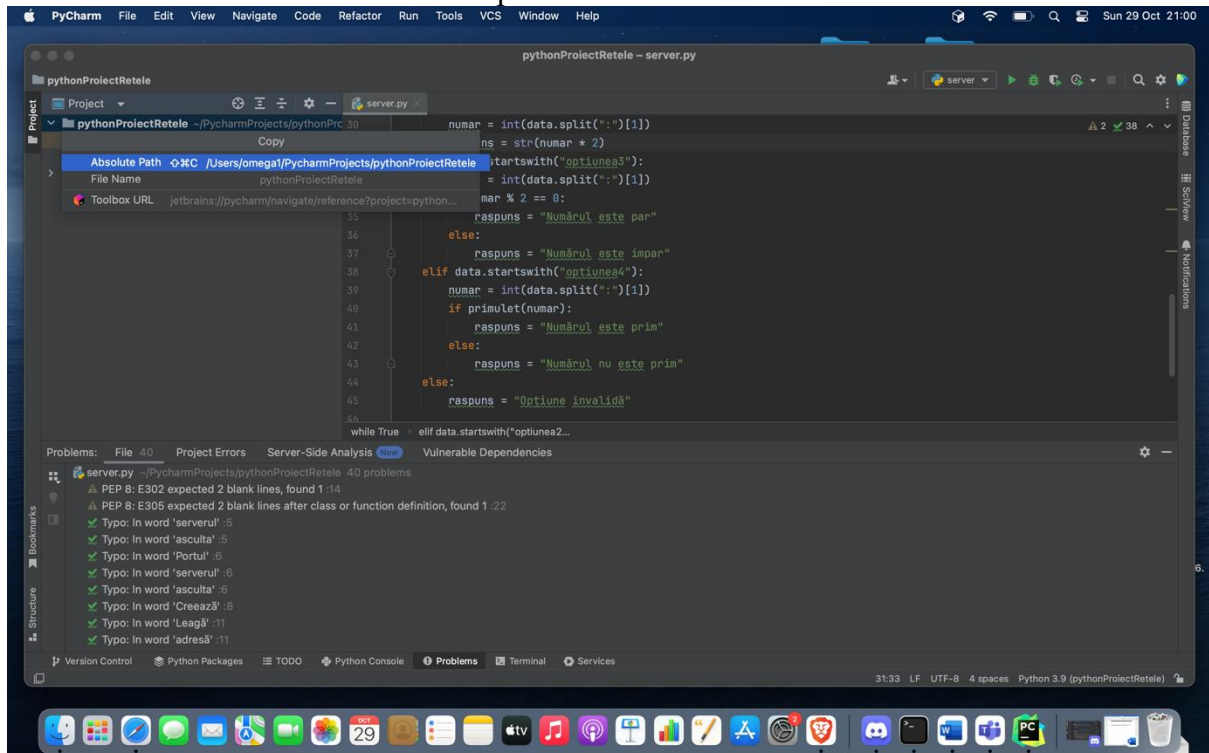 PyCharm File Edit View Navigate Code Refactor Run Tools VCS Window Help Sun 29 Oct 21:00
pythonProiectRetele – server.py
pythonProiectRetele
server
Project
server.py
Project
pythonProiectRetele ~/PycharmProjects/pythonPrc
30 numar = int(data.split(":")[1])
2 38
Copy
ns = str(numar * 2)
Absolute Path ⇧⌘C /Users/omega1/PycharmProjects/pythonProiectRetele
startswith("optiunea3"):
File Name pythonProiectRetele
= int(data.split(":")[1])
Toolbox URL jetbrains://pycharm/navigate/reference?project=python...
mar % 2 == 0:
35 raspuns = "Numărul este par"
36 else:
37 raspuns = "Numărul este impar"
38 elif data.startswith("optiunea4"):
39 numar = int(data.split(":")[1])
40 if primulet(numar):
41 raspuns = "Numărul este prim"
42 else:
43 raspuns = "Numărul nu este prim"
44 else:
45 raspuns = "Opțiune invalidă"
46
while True › elif data.startswith("optiunea2...
Database
SciView
Notifications
Problems: File 40 Project Errors Server-Side Analysis New Vulnerable Dependencies
server.py ~/PycharmProjects/pythonProiectRetele 40 problems
PEP 8: E302 expected 2 blank lines, found 1 :14
PEP 8: E305 expected 2 blank lines after class or function definition, found 1 :22
Typo: In word 'serverul' :5
Typo: In word 'asculta' :5
Typo: In word 'Portul' :6
Typo: In word 'serverul' :6
Typo: In word 'asculta' :6
Typo: In word 'Creează' :8
Typo: In word 'Leagă' :11
Typo: In word 'adresă' :11
Bookmarks
Structure
6.
Version Control Python Packages TODO Python Console Problems Terminal Services
31:33 LF UTF-8 4 spaces Python 3.9 (pythonProiectRetele)
OCT
29
tv
2
W
PC